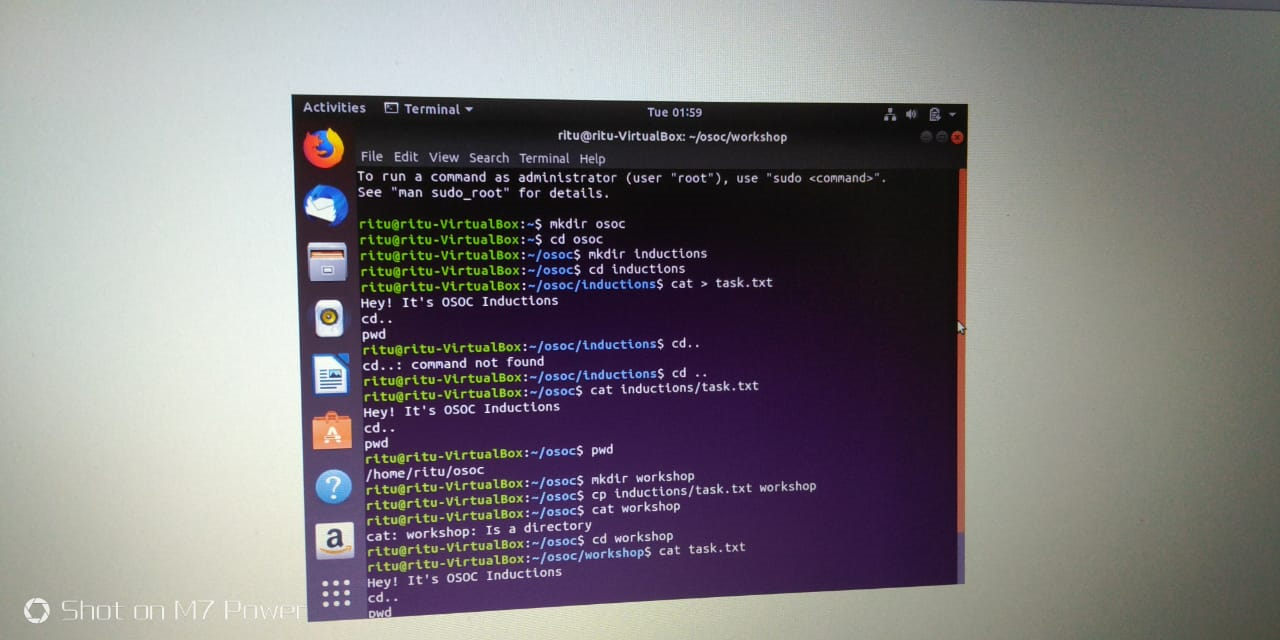 Activities
Terminal
Tue 01:59
ritu@ritu-VirtualBox: ~/osoc/workshop
File Edit View Search Terminal Help
To run a command as administrator (user "root"), use "sudo <command>".
See "man sudo_root" for details.
ritu@ritu-VirtualBox:~$ mkdir osoc
ritu@ritu-VirtualBox:~$ cd osoc
ritu@ritu-VirtualBox:~/osoc$ mkdir inductions
ritu@ritu-VirtualBox:~/osoc$ cd inductions
ritu@ritu-VirtualBox:~/osoc/inductions$ cat > task.txt
Hey! It's OSOC Inductions
cd..
pwd
ritu@ritu-VirtualBox:~/osoc/inductions$ cd..
cd..: command not found
ritu@ritu-VirtualBox:~/osoc/inductions$ cd ..
ritu@ritu-VirtualBox:~/osoc$ cat inductions/task.txt
Hey! It's OSOC Inductions
cd..
pwd
ritu@ritu-VirtualBox:~/osoc$ pwd
/home/ritu/osoc
ritu@ritu-VirtualBox:~/osoc$ mkdir workshop
ritu@ritu-VirtualBox:~/osoc$ cp inductions/task.txt workshop
ritu@ritu-VirtualBox:~/osoc$ cat workshop
cat: workshop: Is a directory
ritu@ritu-VirtualBox:~/osoc$ cd workshop
ritu@ritu-VirtualBox:~/osoc/workshop$ cat task.txt
Hey! It's OSOC Inductions
cd..
pwd
Shot on M7 Power